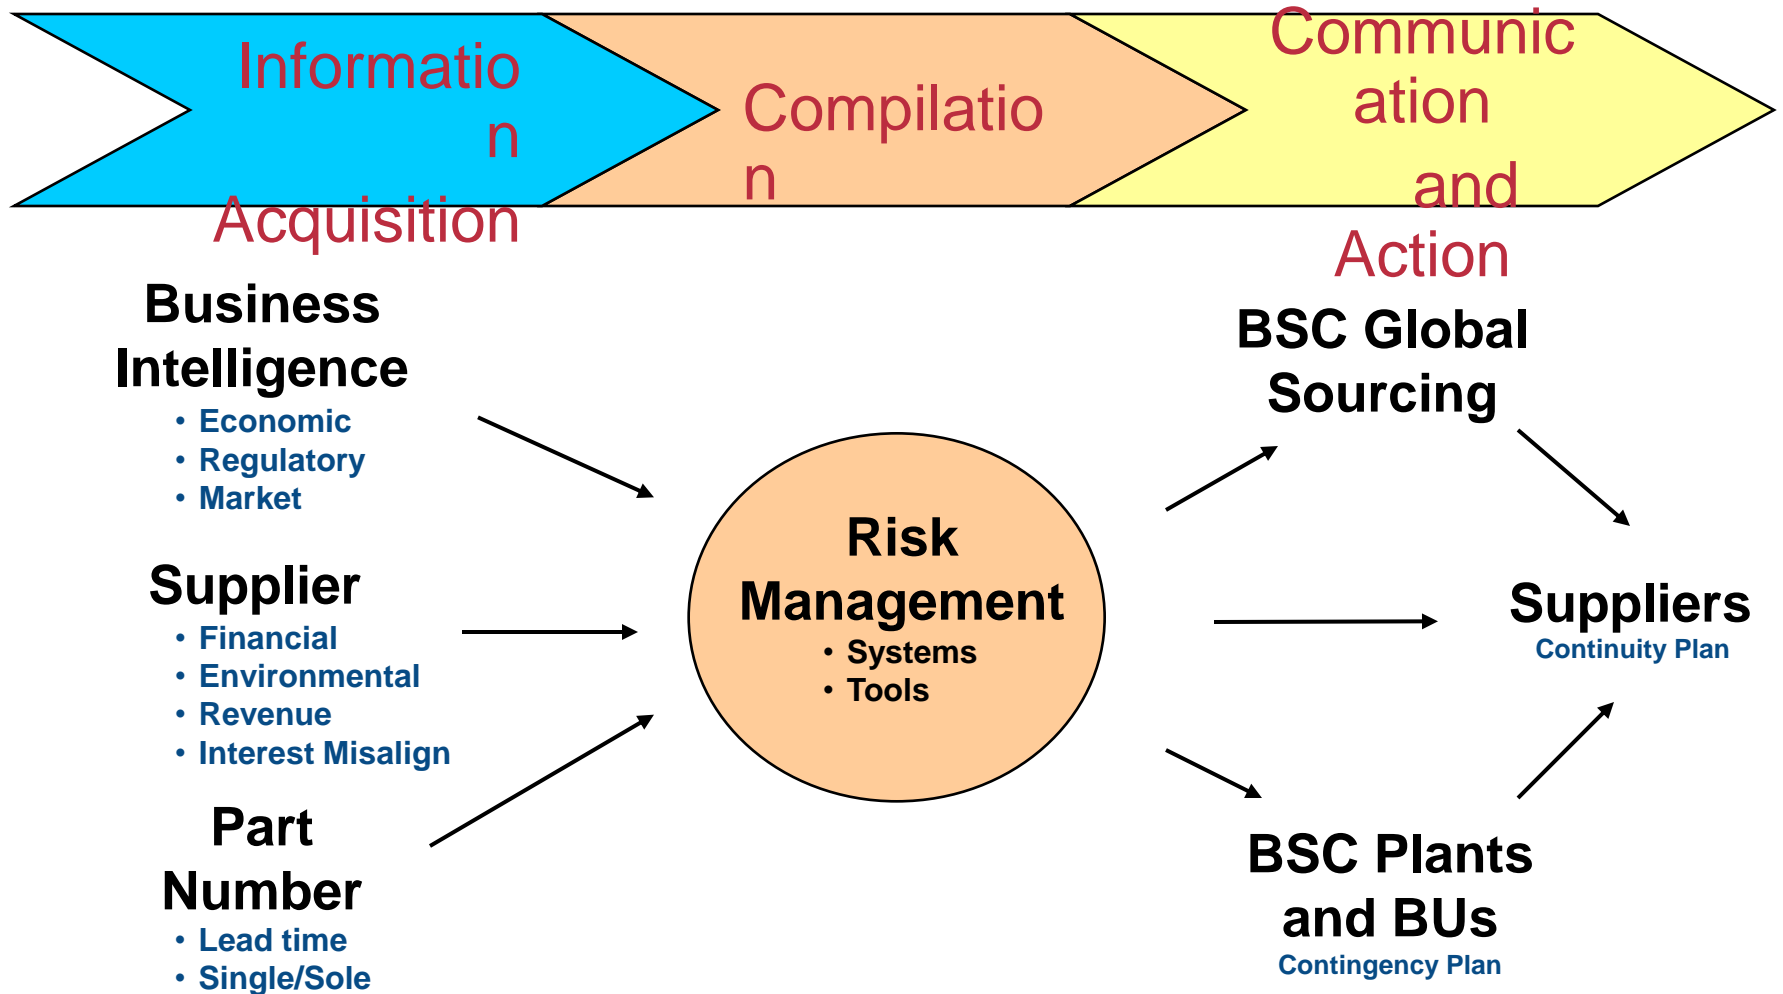 Informatio
n
Acquisition
Compilatio
n
Communic
ation
and
Action
Business
Intelligence
• Economic
• Regulatory
• Market
Supplier
• Financial
• Environmental
• Revenue
• Interest Misalign
Part
Number
• Lead time
• Single/Sole
Risk
Management
• Systems
• Tools
BSC Global
Sourcing
Suppliers
Continuity Plan
BSC Plants
and BUs
Contingency Plan